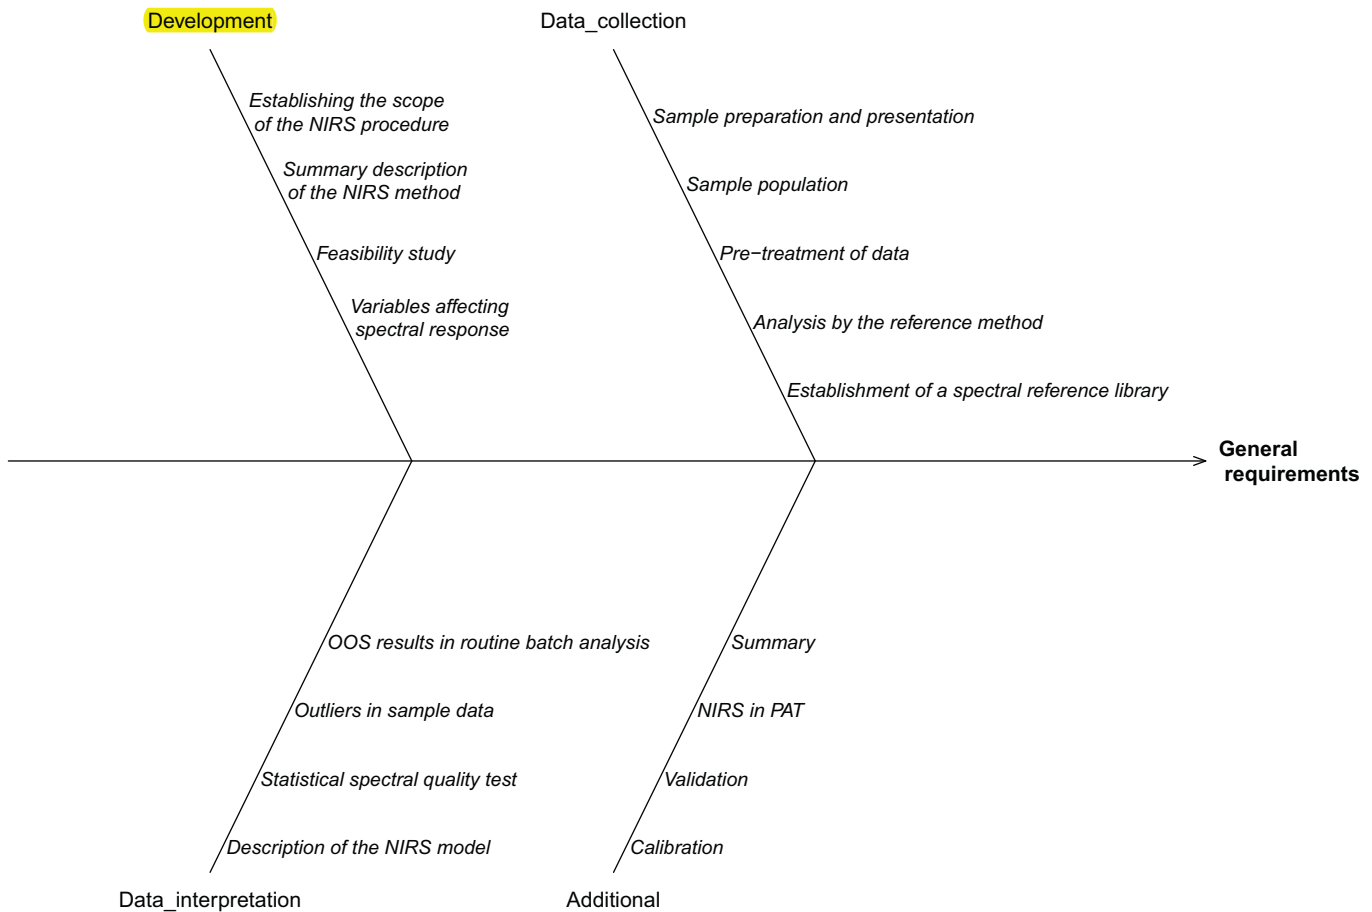 Development
Data_collection
Establishing the scope
of the NIRS procedure
Summary description
of the NIRS method
Feasibility study
Variables affecting
spectral response
Sample preparation and presentation
Sample population
Pre−treatment of data
Analysis by the reference method
Establishment of a spectral reference library
General
requirements
OOS results in routine batch analysis
Outliers in sample data
Statistical spectral quality test
Description of the NIRS model
Summary
NIRS in PAT
Validation
Calibration
Data_interpretation
Additional